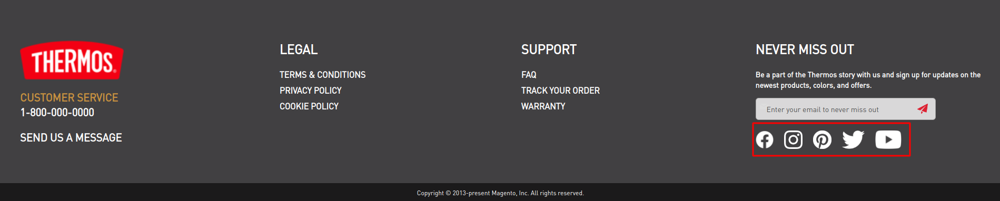 THERMOS®
CUSTOMER SERVICE
1-800-000-0000
SEND US A MESSAGE
LEGAL
TERMS & CONDITIONS
PRIVACY POLICY
COOKIE POLICY
SUPPORT
FAQ
TRACK YOUR ORDER
WARRANTY
NEVER MISS OUT
Be a part of the Thermos story with us and sign up for updates on the
newest products, colors, and offers.
Enter your email to never miss out
Copyright © 2013-present Magento, Inc. All rights reserved.